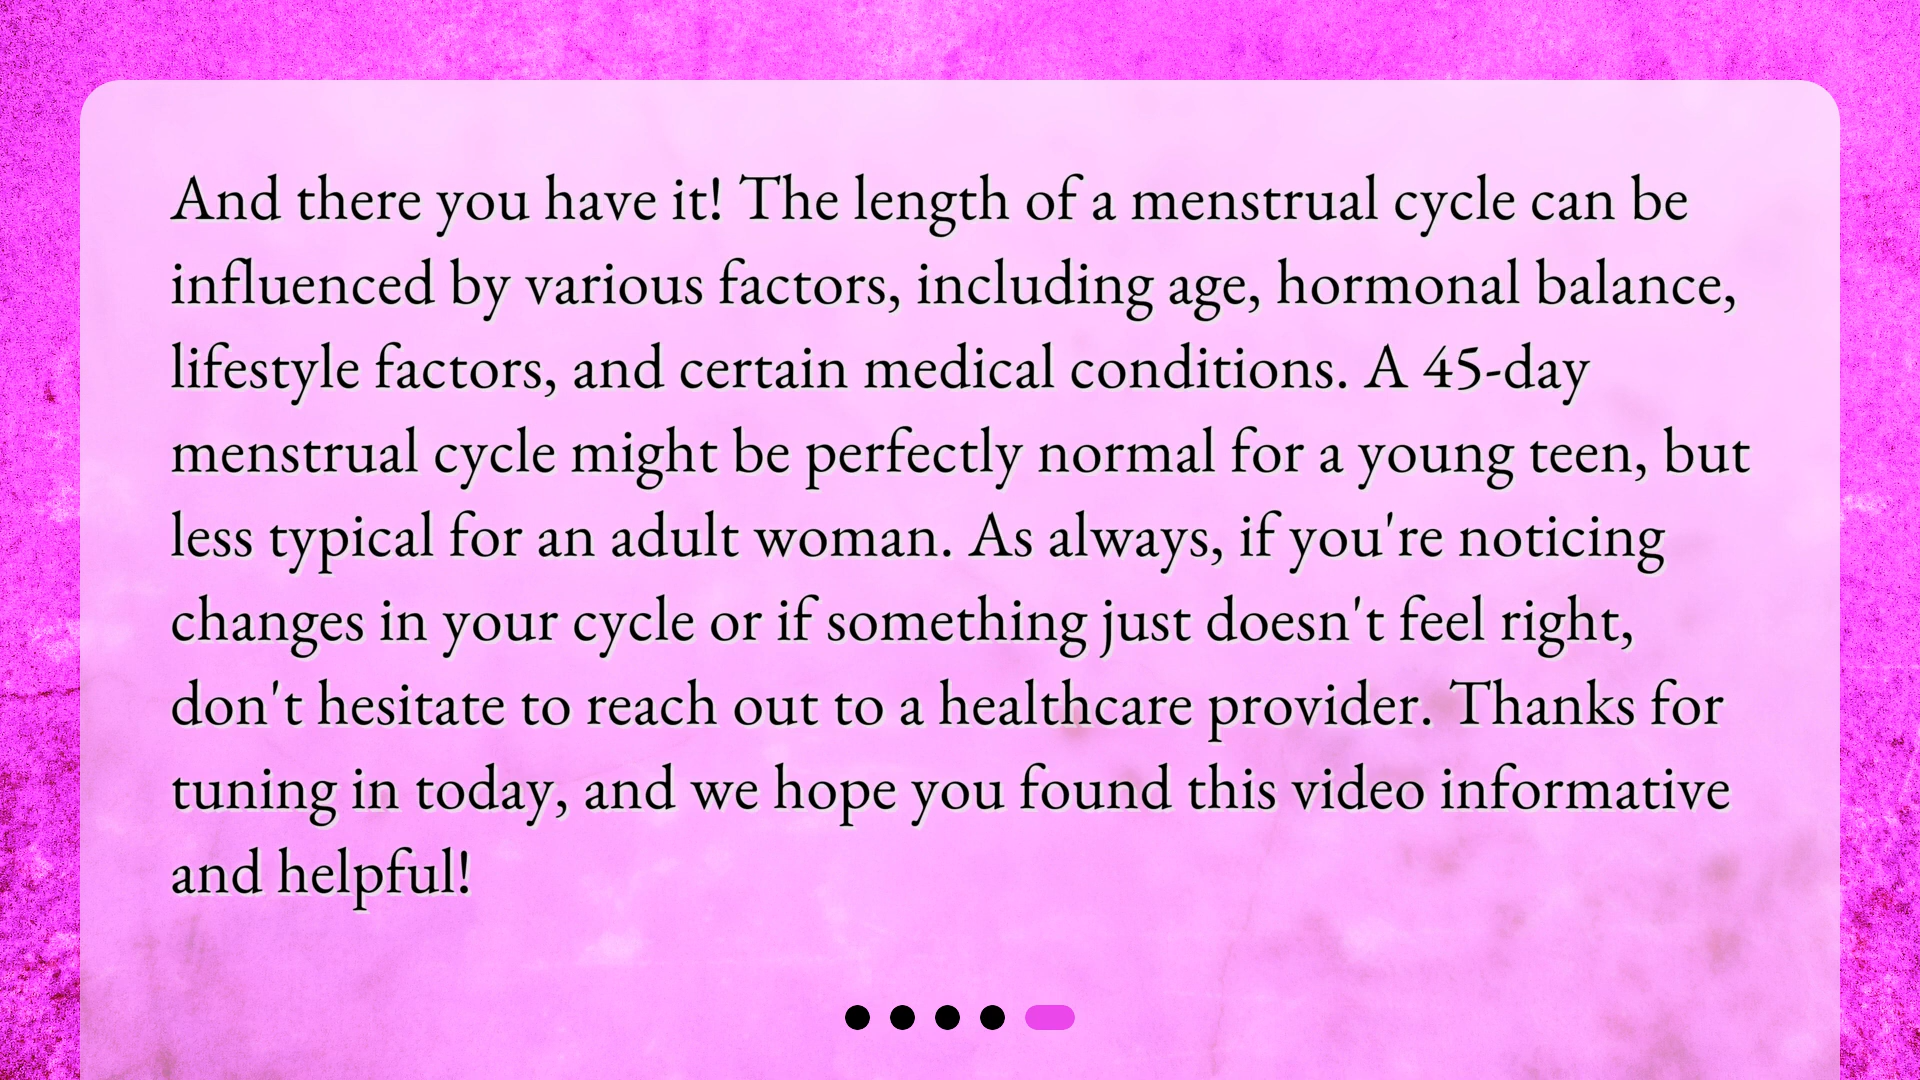 And there you have it! The length of a menstrual cycle can be
influenced by various factors, including age, hormonal balance,
lifestyle factors, and certain medical conditions. A 45-day
menstrual cycle might be perfectly normal for a young teen, but
less typical for an adult woman. As always, if you're noticing
changes in your cycle or if something just doesn't feel right,
don't hesitate to reach out to a healthcare provider. Thanks for
tuning in today, and we hope you found this video informative
and helpful!